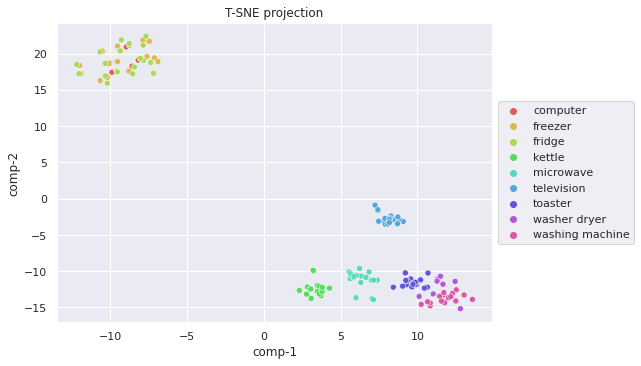 T-SNE projection
20
15
10
5
0
−5
−10
−15
comp-2
−10
−5
0
5
10
comp-1
computer
freezer
fridge
kettle
microwave
television
toaster
washer dryer
washing machine